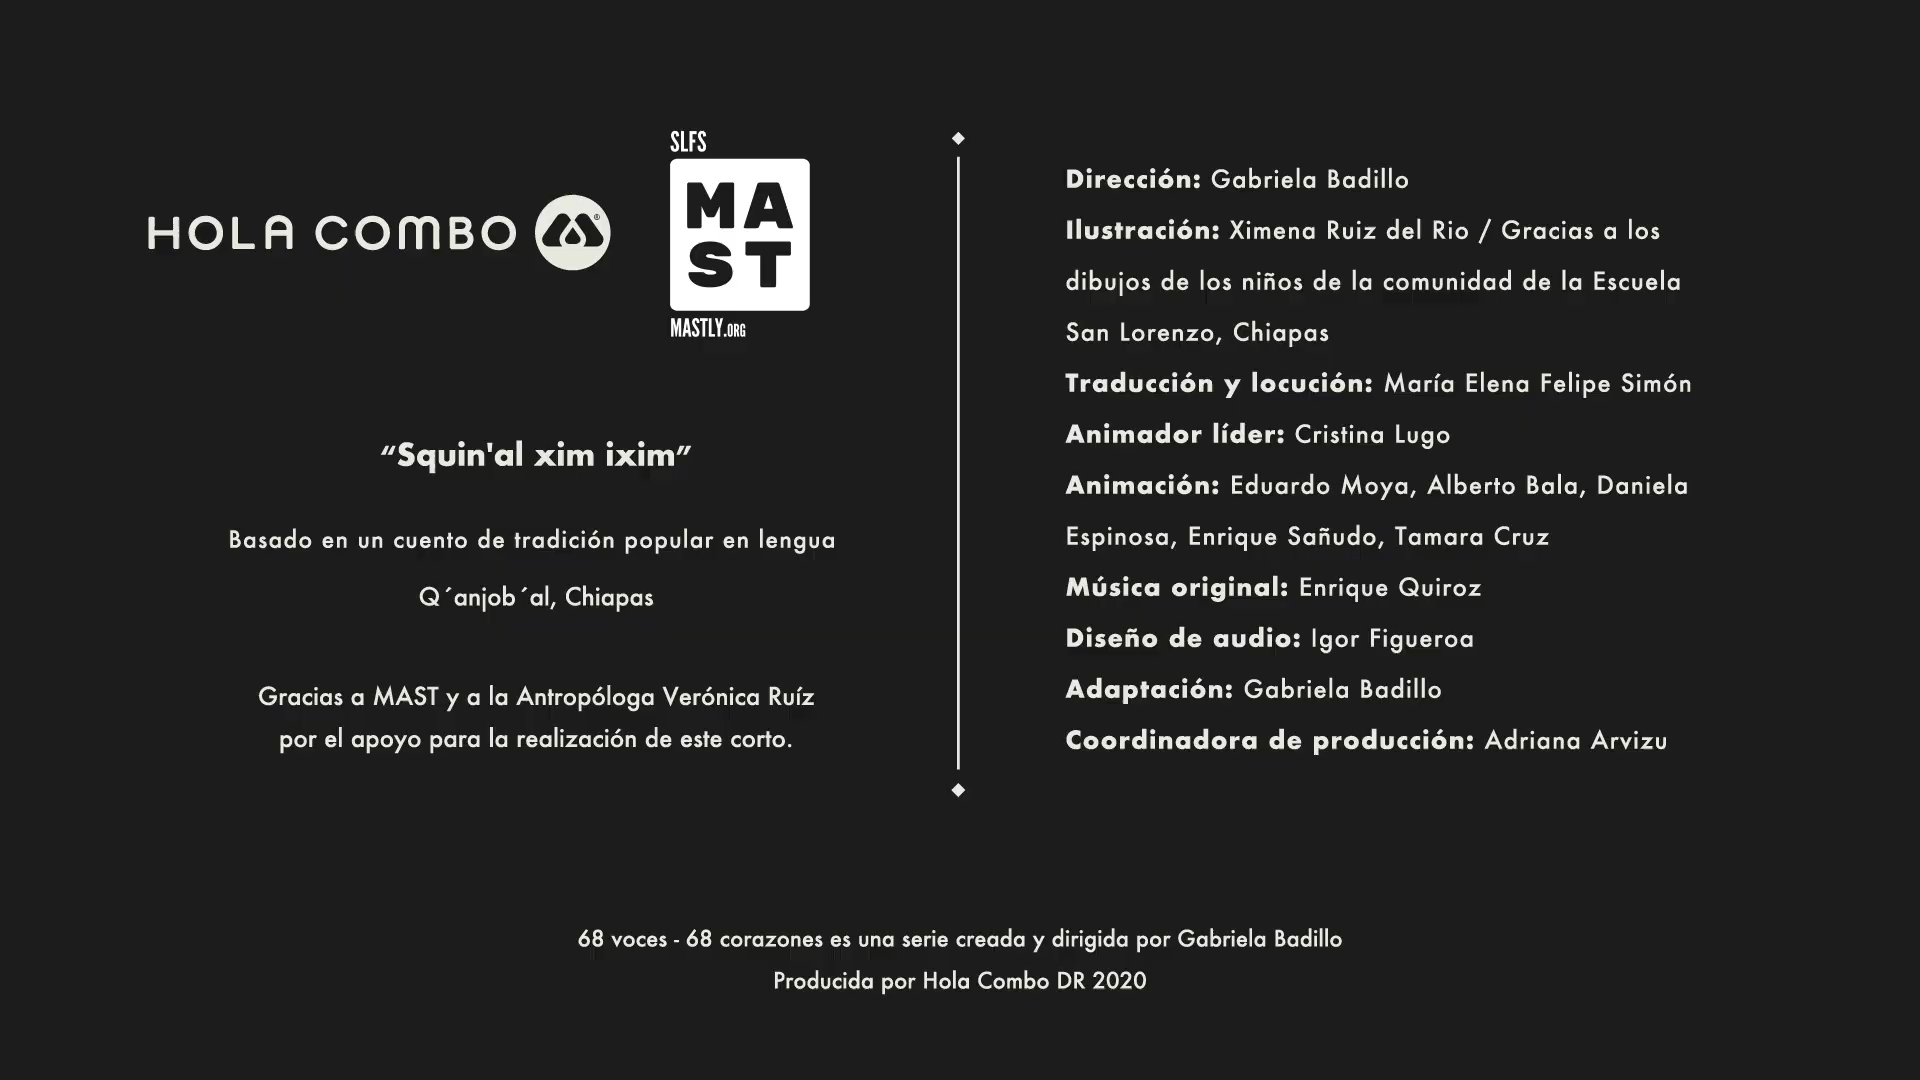 HOLA COMBO
SLFS
MA
ST
MASTLY.ORG
“Squin'al xim ixim”
Basado en un cuento de tradición popular en lengua
Q´anjob´al, Chiapas
Gracias a MAST y a la Antropóloga Verónica Ruíz
por el apoyo para la realización de este corto.
Dirección: Gabriela Badillo
Ilustración: Ximena Ruiz del Rio / Gracias a los
dibujos de los niños de la comunidad de la Escuela
San Lorenzo, Chiapas
Traducción y locución: María Elena Felipe Simón
Animador líder: Cristina Lugo
Animación: Eduardo Moya, Alberto Bala, Daniela
Espinosa, Enrique Sañudo, Tamara Cruz
Música original: Enrique Quiroz
Diseño de audio: Igor Figueroa
Adaptación: Gabriela Badillo
Coordinadora de producción: Adriana Arvizu
68 voces - 68 corazones es una serie creada y dirigida por Gabriela Badillo
Producida por Hola Combo DR 2020